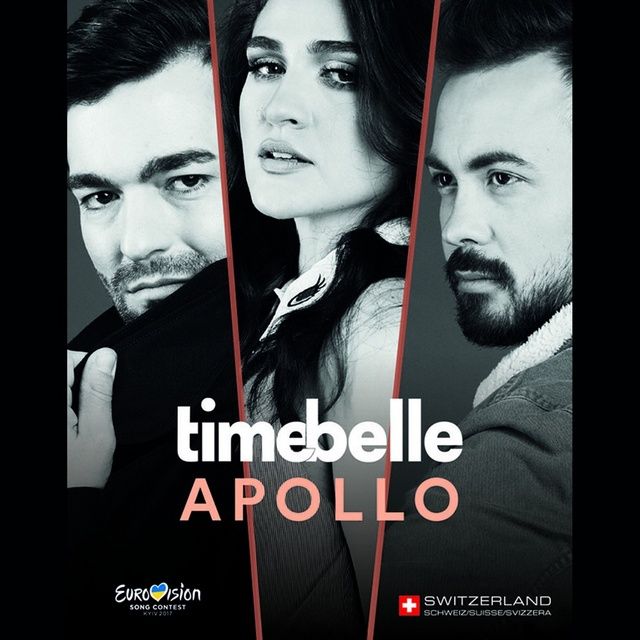 timebelle
APOLLO
EUROVISION
SONG CONTEST
KYIV 2017
SWITZERLAND
SCHWEIZ/SUISSE/SVIZZERA